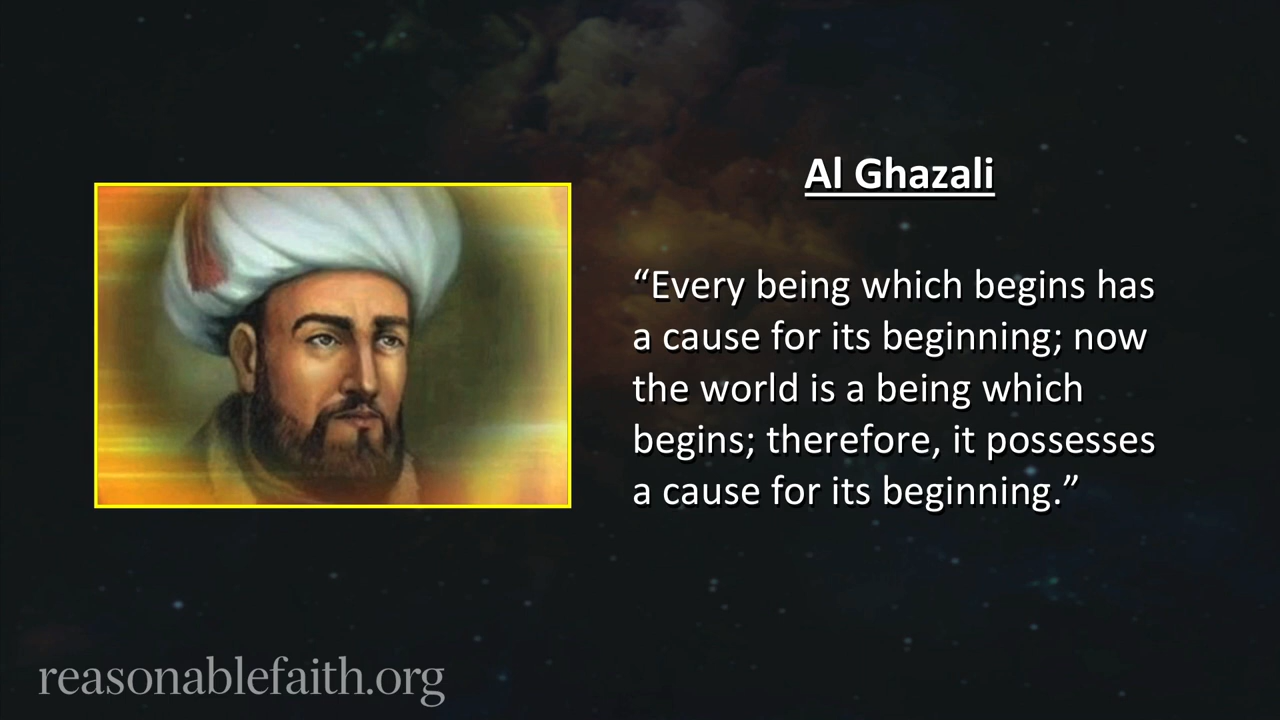 Al Ghazali
“Every being which begins has
a cause for its beginning; now
the world is a being which
begins; therefore, it possesses
a cause for its beginning.”
reasonablefaith.org